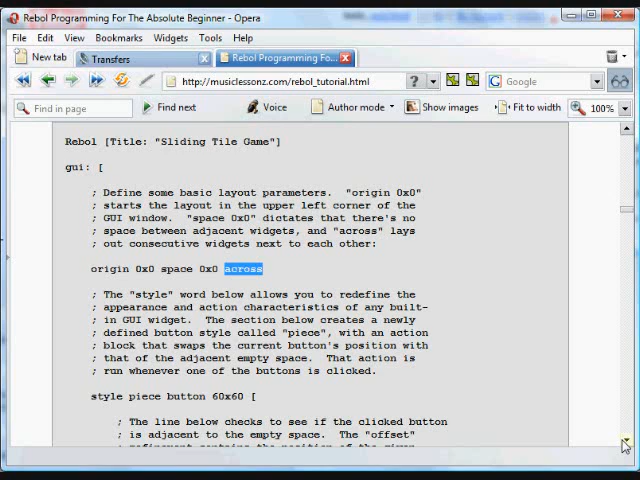 Rebol Programming For The Absolute Beginner - Opera
File Edit View Bookmarks Widgets Tools Help
New tab Transfers Rebol Programming Fo...
http://musiclessonz.com/rebol_tutorial.html ? Google
Find in page Find next Voice Author mode Show images Fit to width 100%
Rebol [Title: "Sliding Tile Game"]
gui: [
; Define some basic layout parameters. "origin 0x0"
; starts the layout in the upper left corner of the
; GUI window. "space 0x0" dictates that there's no
; space between adjacent widgets, and "across" lays
; out consecutive widgets next to each other:
origin 0x0 space 0x0 across
; The "style" word below allows you to redefine the
; appearance and action characteristics of any built-
; in GUI widget. The section below creates a newly
; defined button style called "piece", with an action
; block that swaps the current button's position with
; that of the adjacent empty space. That action is
; run whenever one of the buttons is clicked.
style piece button 60x60 [
; The line below checks to see if the clicked button
; is adjacent to the empty space. The "offset"
; refinement contains the position of the given